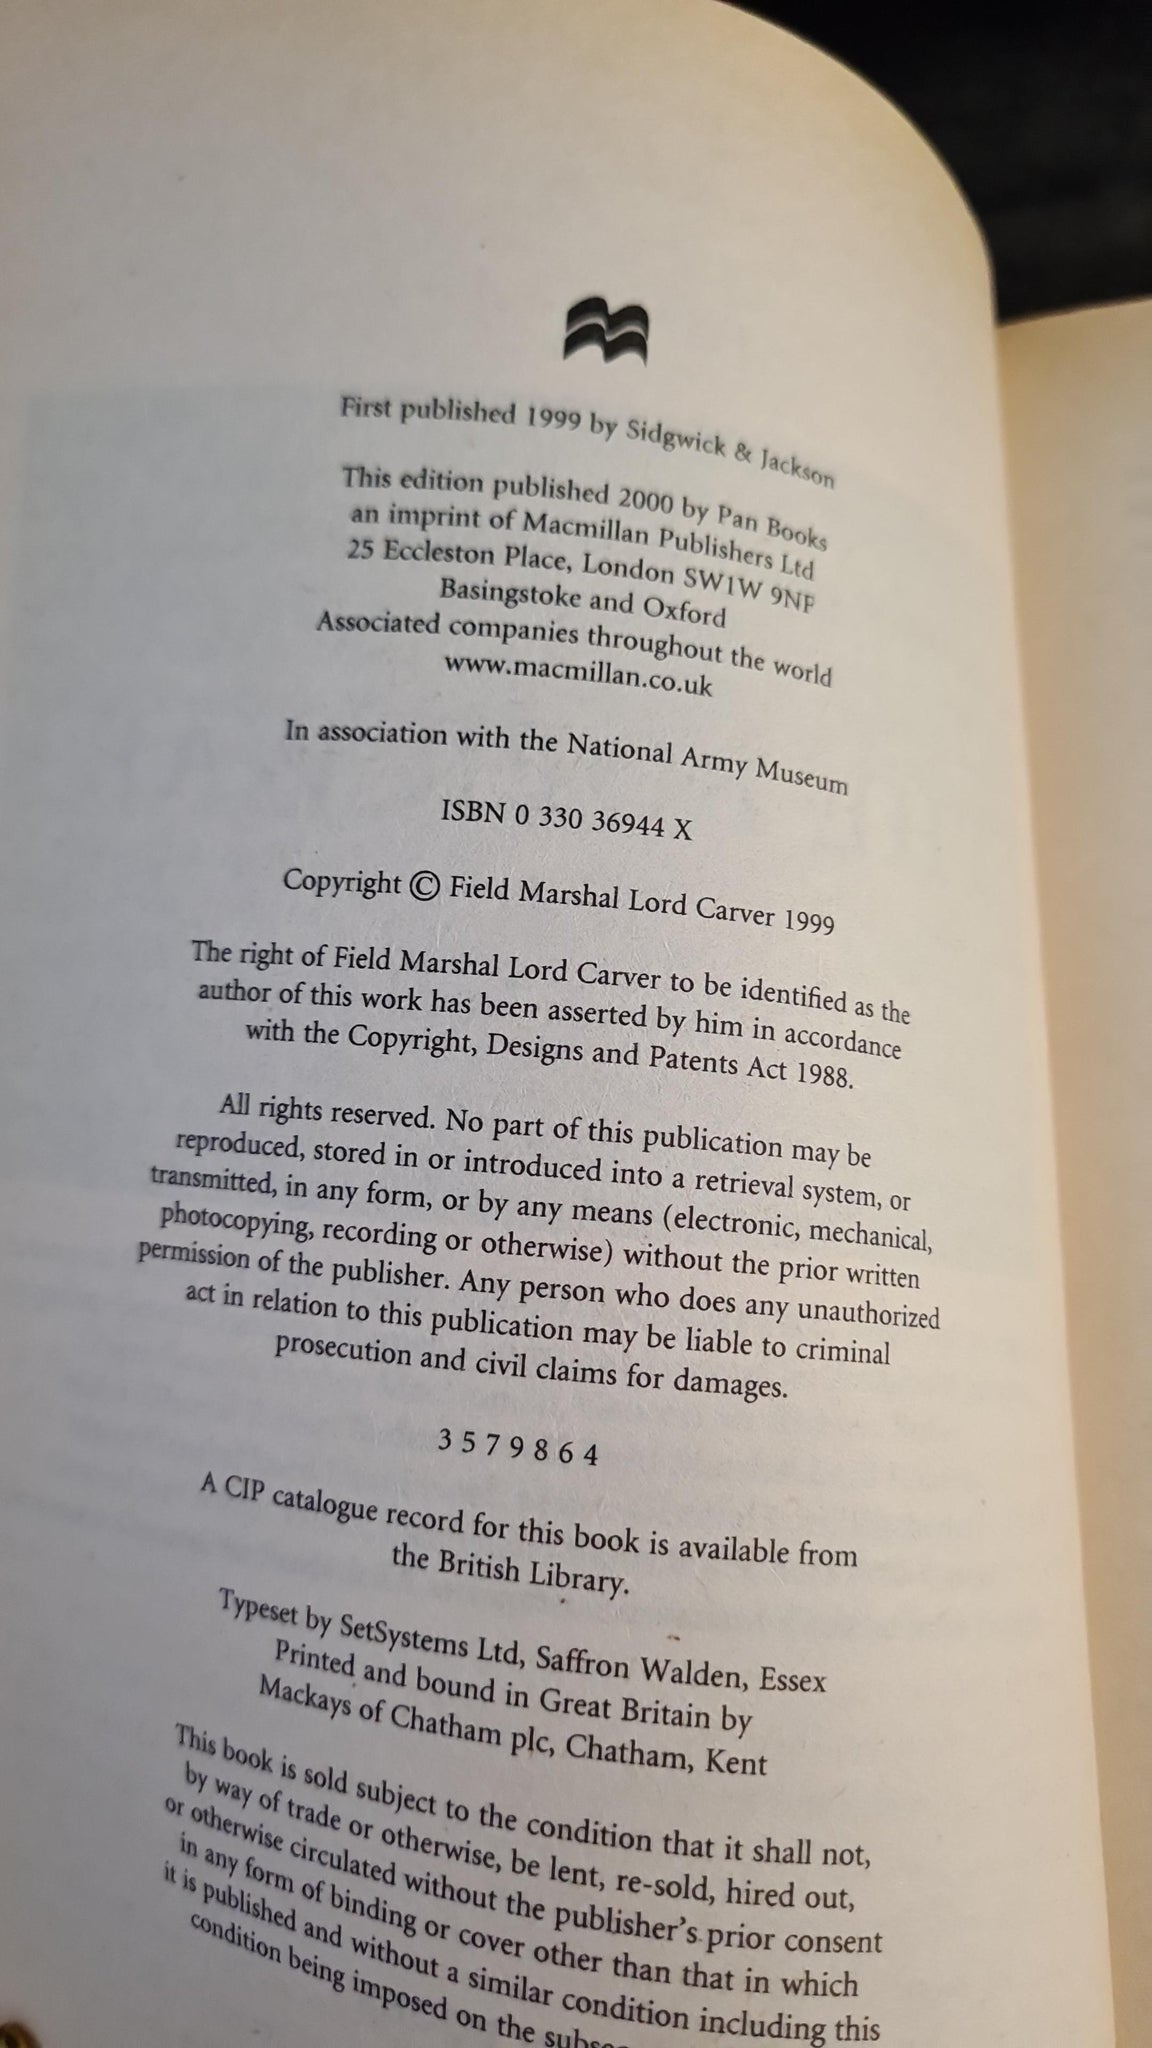 First published 1999 by Sidgwick & Jackson
This edition published 2000 by Pan Books
an imprint of Macmillan Publishers Ltd
25 Eccleston Place, London SW1W 9NF
Basingstoke and Oxford
Associated companies throughout the world
www.macmillan.co.uk
In association with the National Army Museum
ISBN 0 330 36944 X
Copyright © Field Marshal Lord Carver 1999
The right of Field Marshal Lord Carver to be identified as the
author of this work has been asserted by him in accordance
with the Copyright, Designs and Patents Act 1988.
All rights reserved. No part of this publication may be
reproduced, stored in or introduced into a retrieval system, or
transmitted, in any form, or by any means (electronic, mechanical,
photocopying, recording or otherwise) without the prior written
permission of the publisher. Any person who does any unauthorized
act in relation to this publication may be liable to criminal
prosecution and civil claims for damages.
3 5 7 9 8 6 4
A CIP catalogue record for this book is available from
the British Library.
Typeset by SetSystems Ltd, Saffron Walden, Essex
Printed and bound in Great Britain by
Mackays of Chatham plc, Chatham, Kent
This book is sold subject to the condition that it shall not,
by way of trade or otherwise, be lent, re-sold, hired out,
or otherwise circulated without the publisher's prior consent
in any form of binding or cover other than that in which
it is published and without a similar condition including this
condition being imposed on the